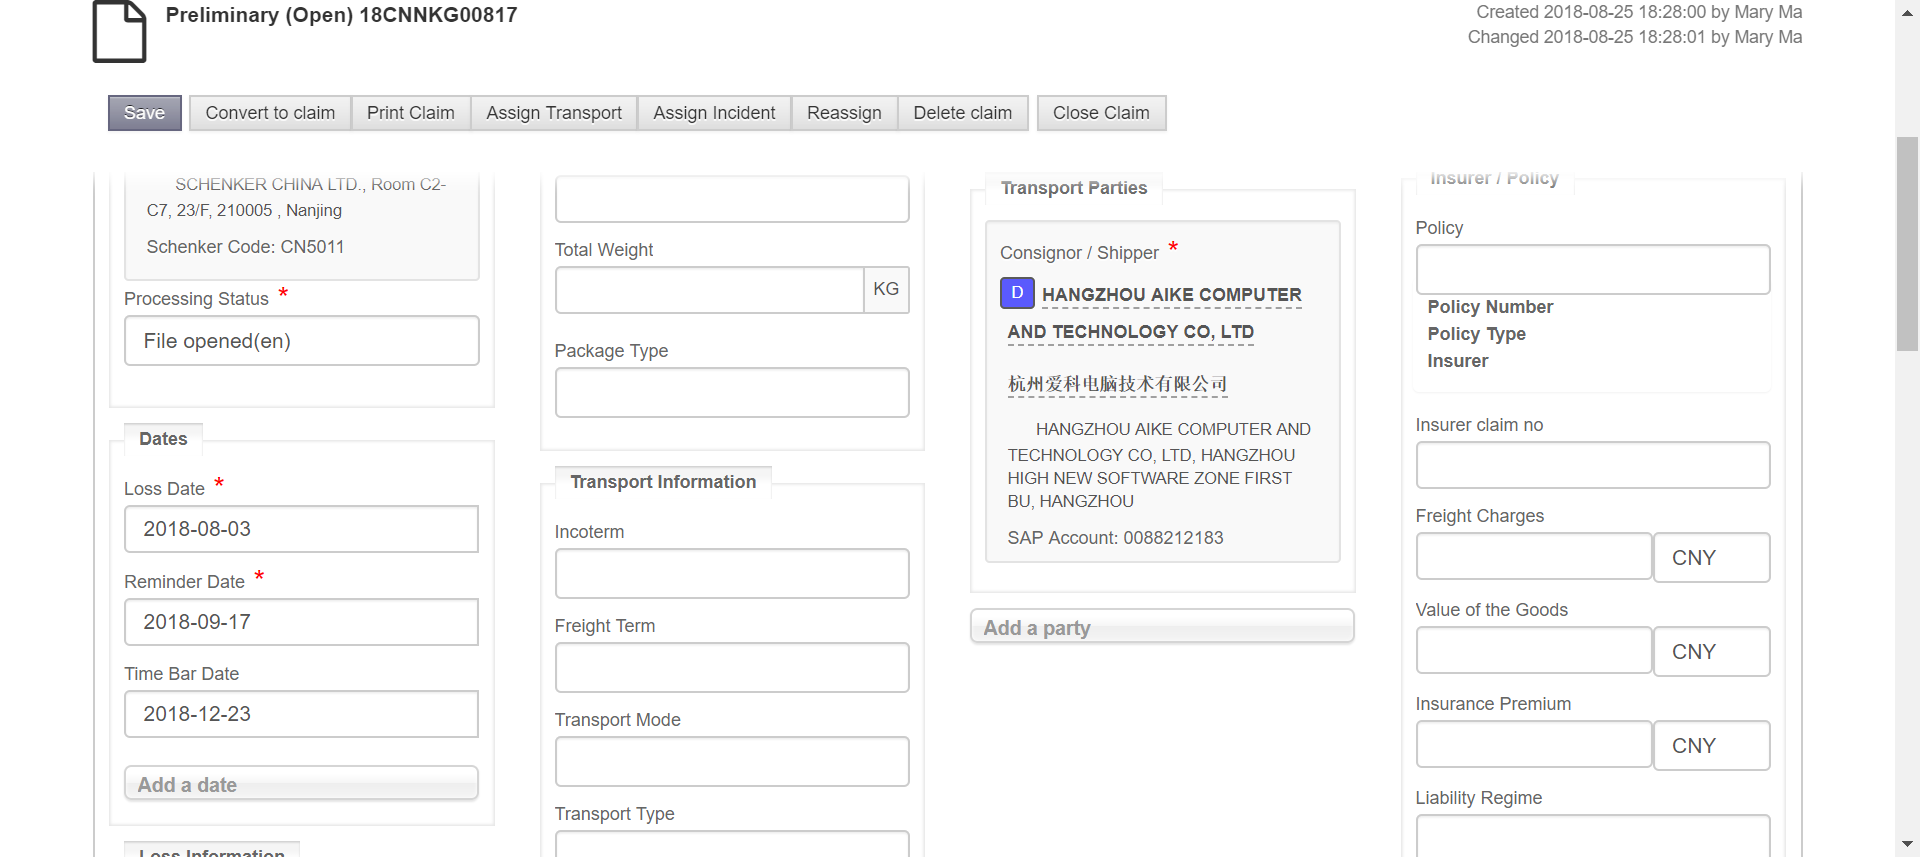 Preliminary (Open) 18CNNKG00817
Created 2018-08-25 18:28:00 by Mary Ma
Changed 2018-08-25 18:28:01 by Mary Ma
Save
Convert to claim
Print Claim
Assign Transport
Assign Incident
Reassign
Delete claim
Close Claim
SCHENKER CHINA LTD., Room C2-
C7, 23/F, 210005 , Nanjing
Schenker Code: CN5011
Processing Status *
File opened(en)
Dates
Loss Date *
2018-08-03
Reminder Date *
2018-09-17
Time Bar Date
2018-12-23
Add a date
Loss Information
Total Weight
KG
Package Type
Transport Information
Incoterm
Freight Term
Transport Mode
Transport Type
Transport Parties
Consignor / Shipper *
D HANGZHOU AIKE COMPUTER
AND TECHNOLOGY CO, LTD
杭州爱科电脑技术有限公司
HANGZHOU AIKE COMPUTER AND
TECHNOLOGY CO, LTD, HANGZHOU
HIGH NEW SOFTWARE ZONE FIRST
BU, HANGZHOU
SAP Account: 0088212183
Add a party
Insurer / Policy
Policy
Policy Number
Policy Type
Insurer
Insurer claim no
Freight Charges
CNY
Value of the Goods
CNY
Insurance Premium
CNY
Liability Regime